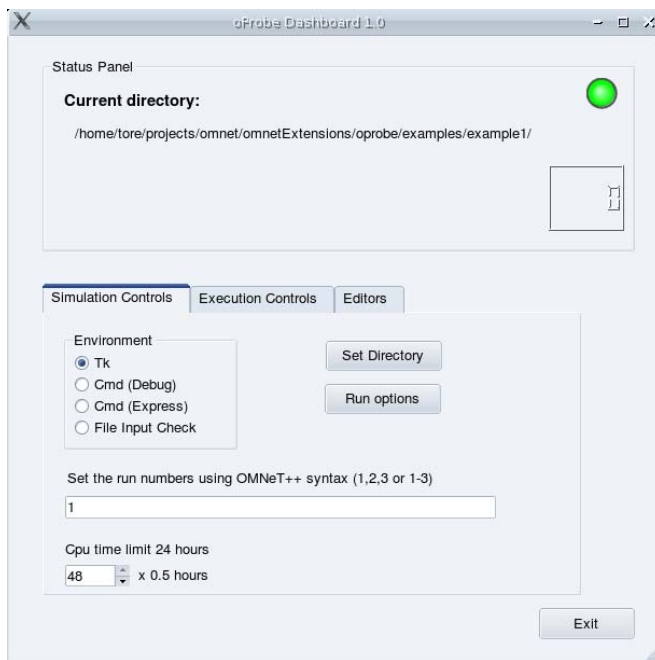 oProbe Dashboard 1.0
Status Panel
Current directory:
/home/tore/projects/omnet/omnetExtensions/oprobe/examples/example1/
0
Simulation Controls
Execution Controls
Editors
Environment
Tk
Cmd (Debug)
Cmd (Express)
File Input Check
Set Directory
Run options
Set the run numbers using OMNeT++ syntax (1,2,3 or 1-3)
1
Cpu time limit 24 hours
48 x 0.5 hours
Exit